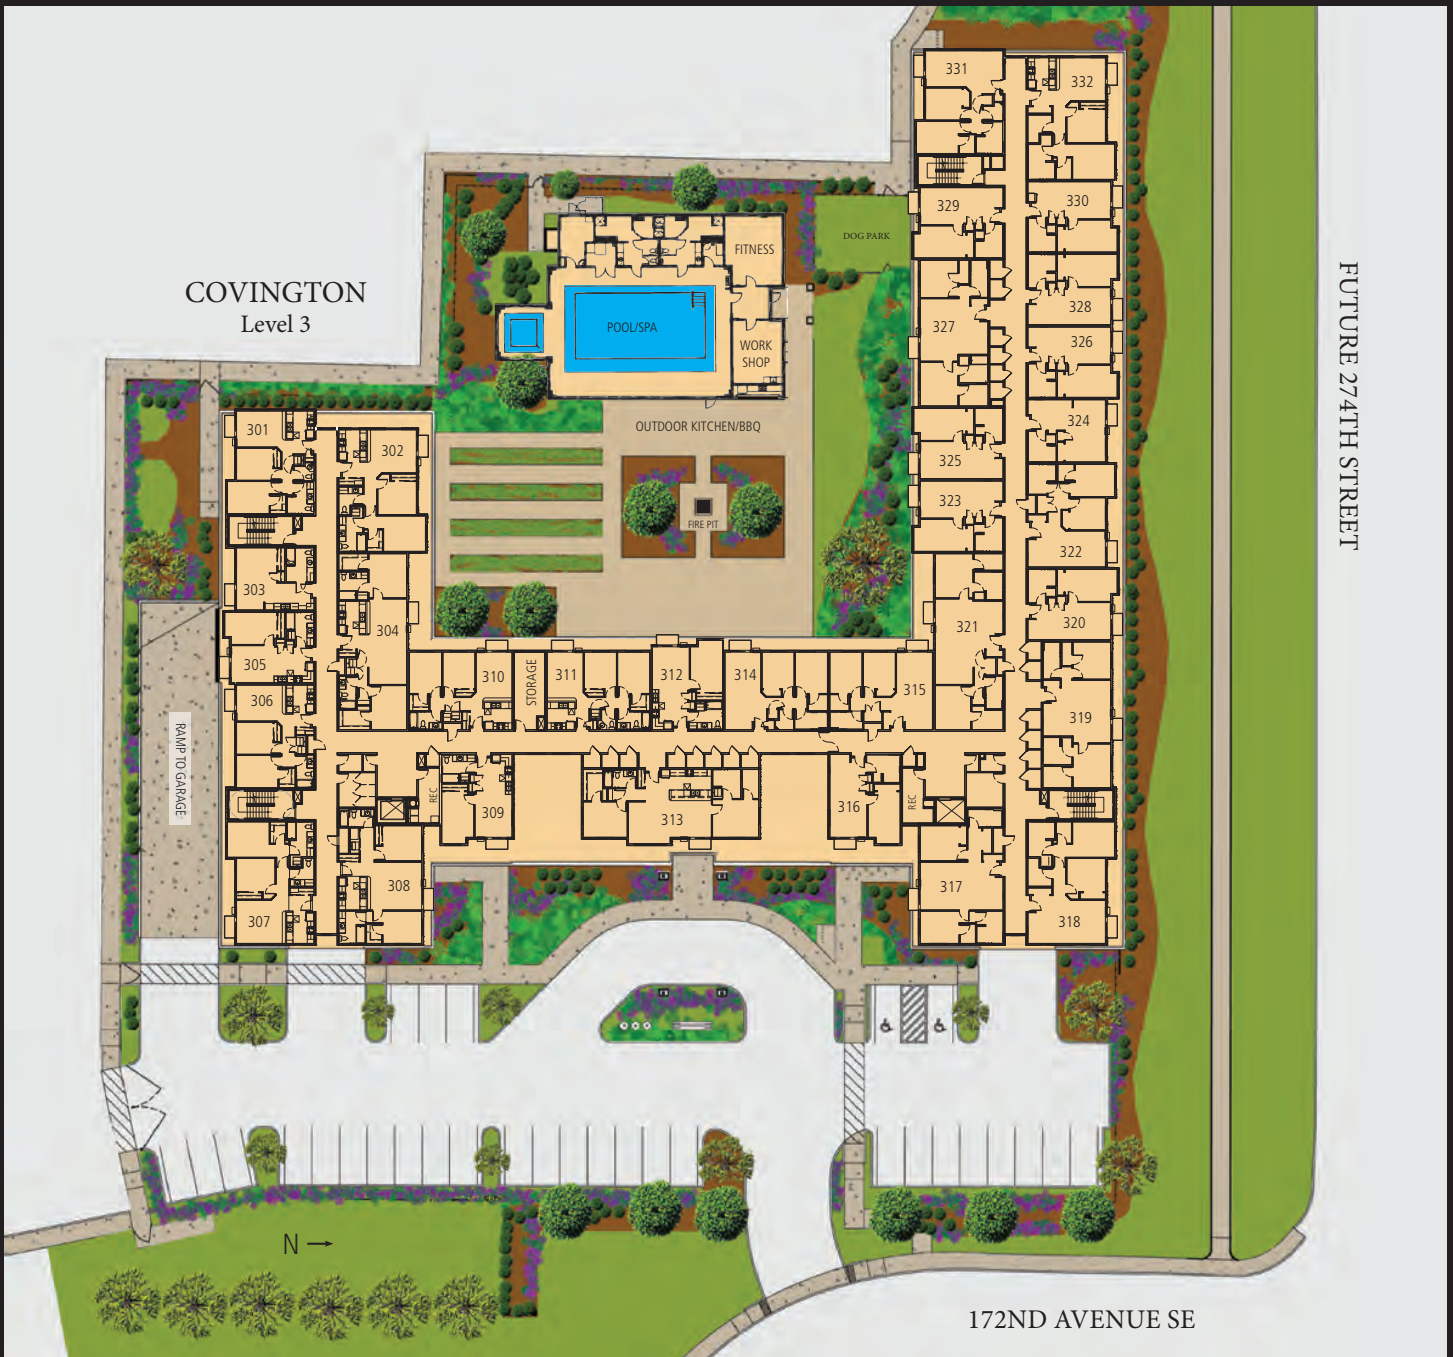 COVINGTON
Level 3
FUTURE 274TH STREET
172ND AVENUE SE
N
RAMP TO GARAGE
DOG PARK
FITNESS
POOL/SPA
WORK
SHOP
OUTDOOR KITCHEN/BBQ
FIRE PIT
STORAGE
REC
REC
301
302
303
304
305
306
307
308
309
310
311
312
313
314
315
316
317
318
319
320
321
322
323
324
325
326
327
328
329
330
331
332